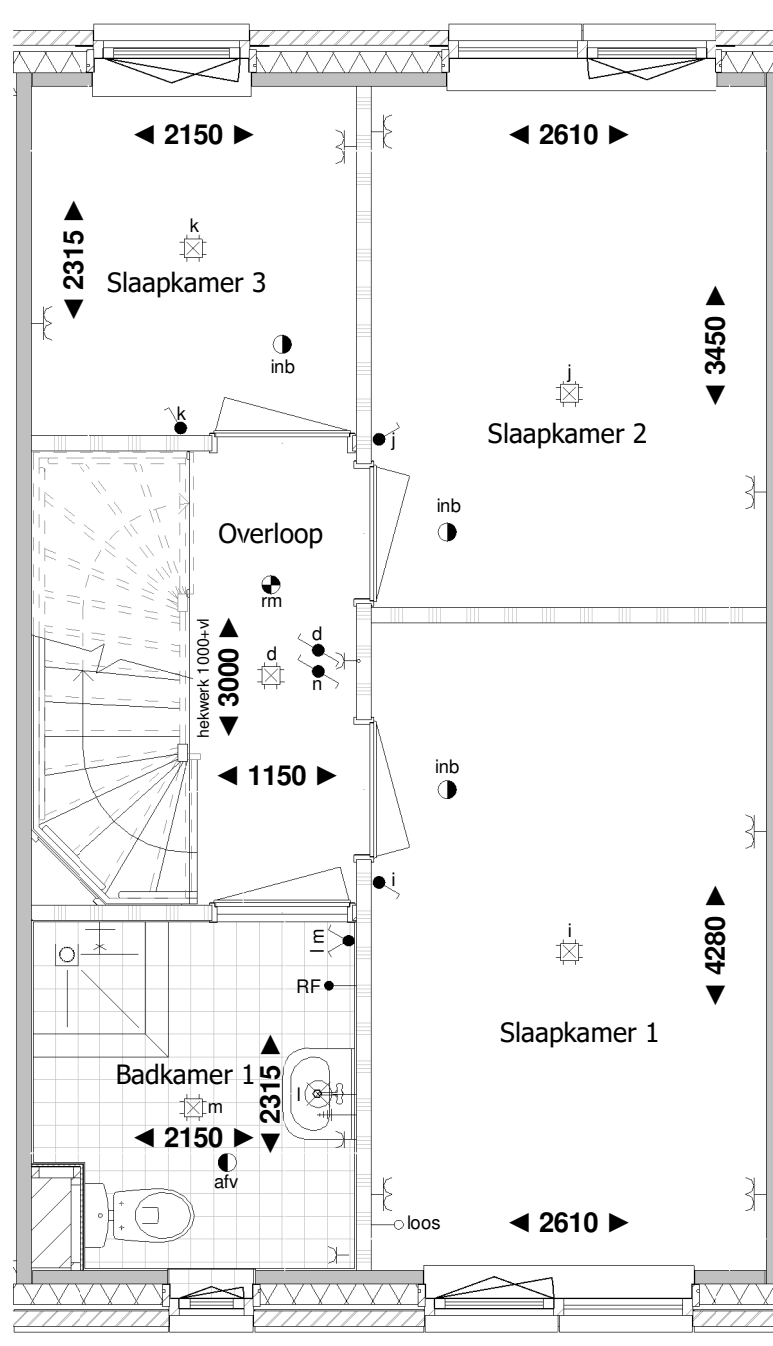 ◄ 2150 ►
◄ 2610 ►
◄ 2315 ►
k
Slaapkamer 3
◄ 3450 ►
inb
j
k
j
Slaapkamer 2
inb
Overloop
rm
hekwerk 1000+vl
◄ 3000 ►
d
d
n
◄ 1150 ►
inb
i
l m
i
◄ 4280 ►
RF
Slaapkamer 1
Badkamer 1
◄ 2315 ►
l
m
◄ 2150 ►
afv
loos
◄ 2610 ►